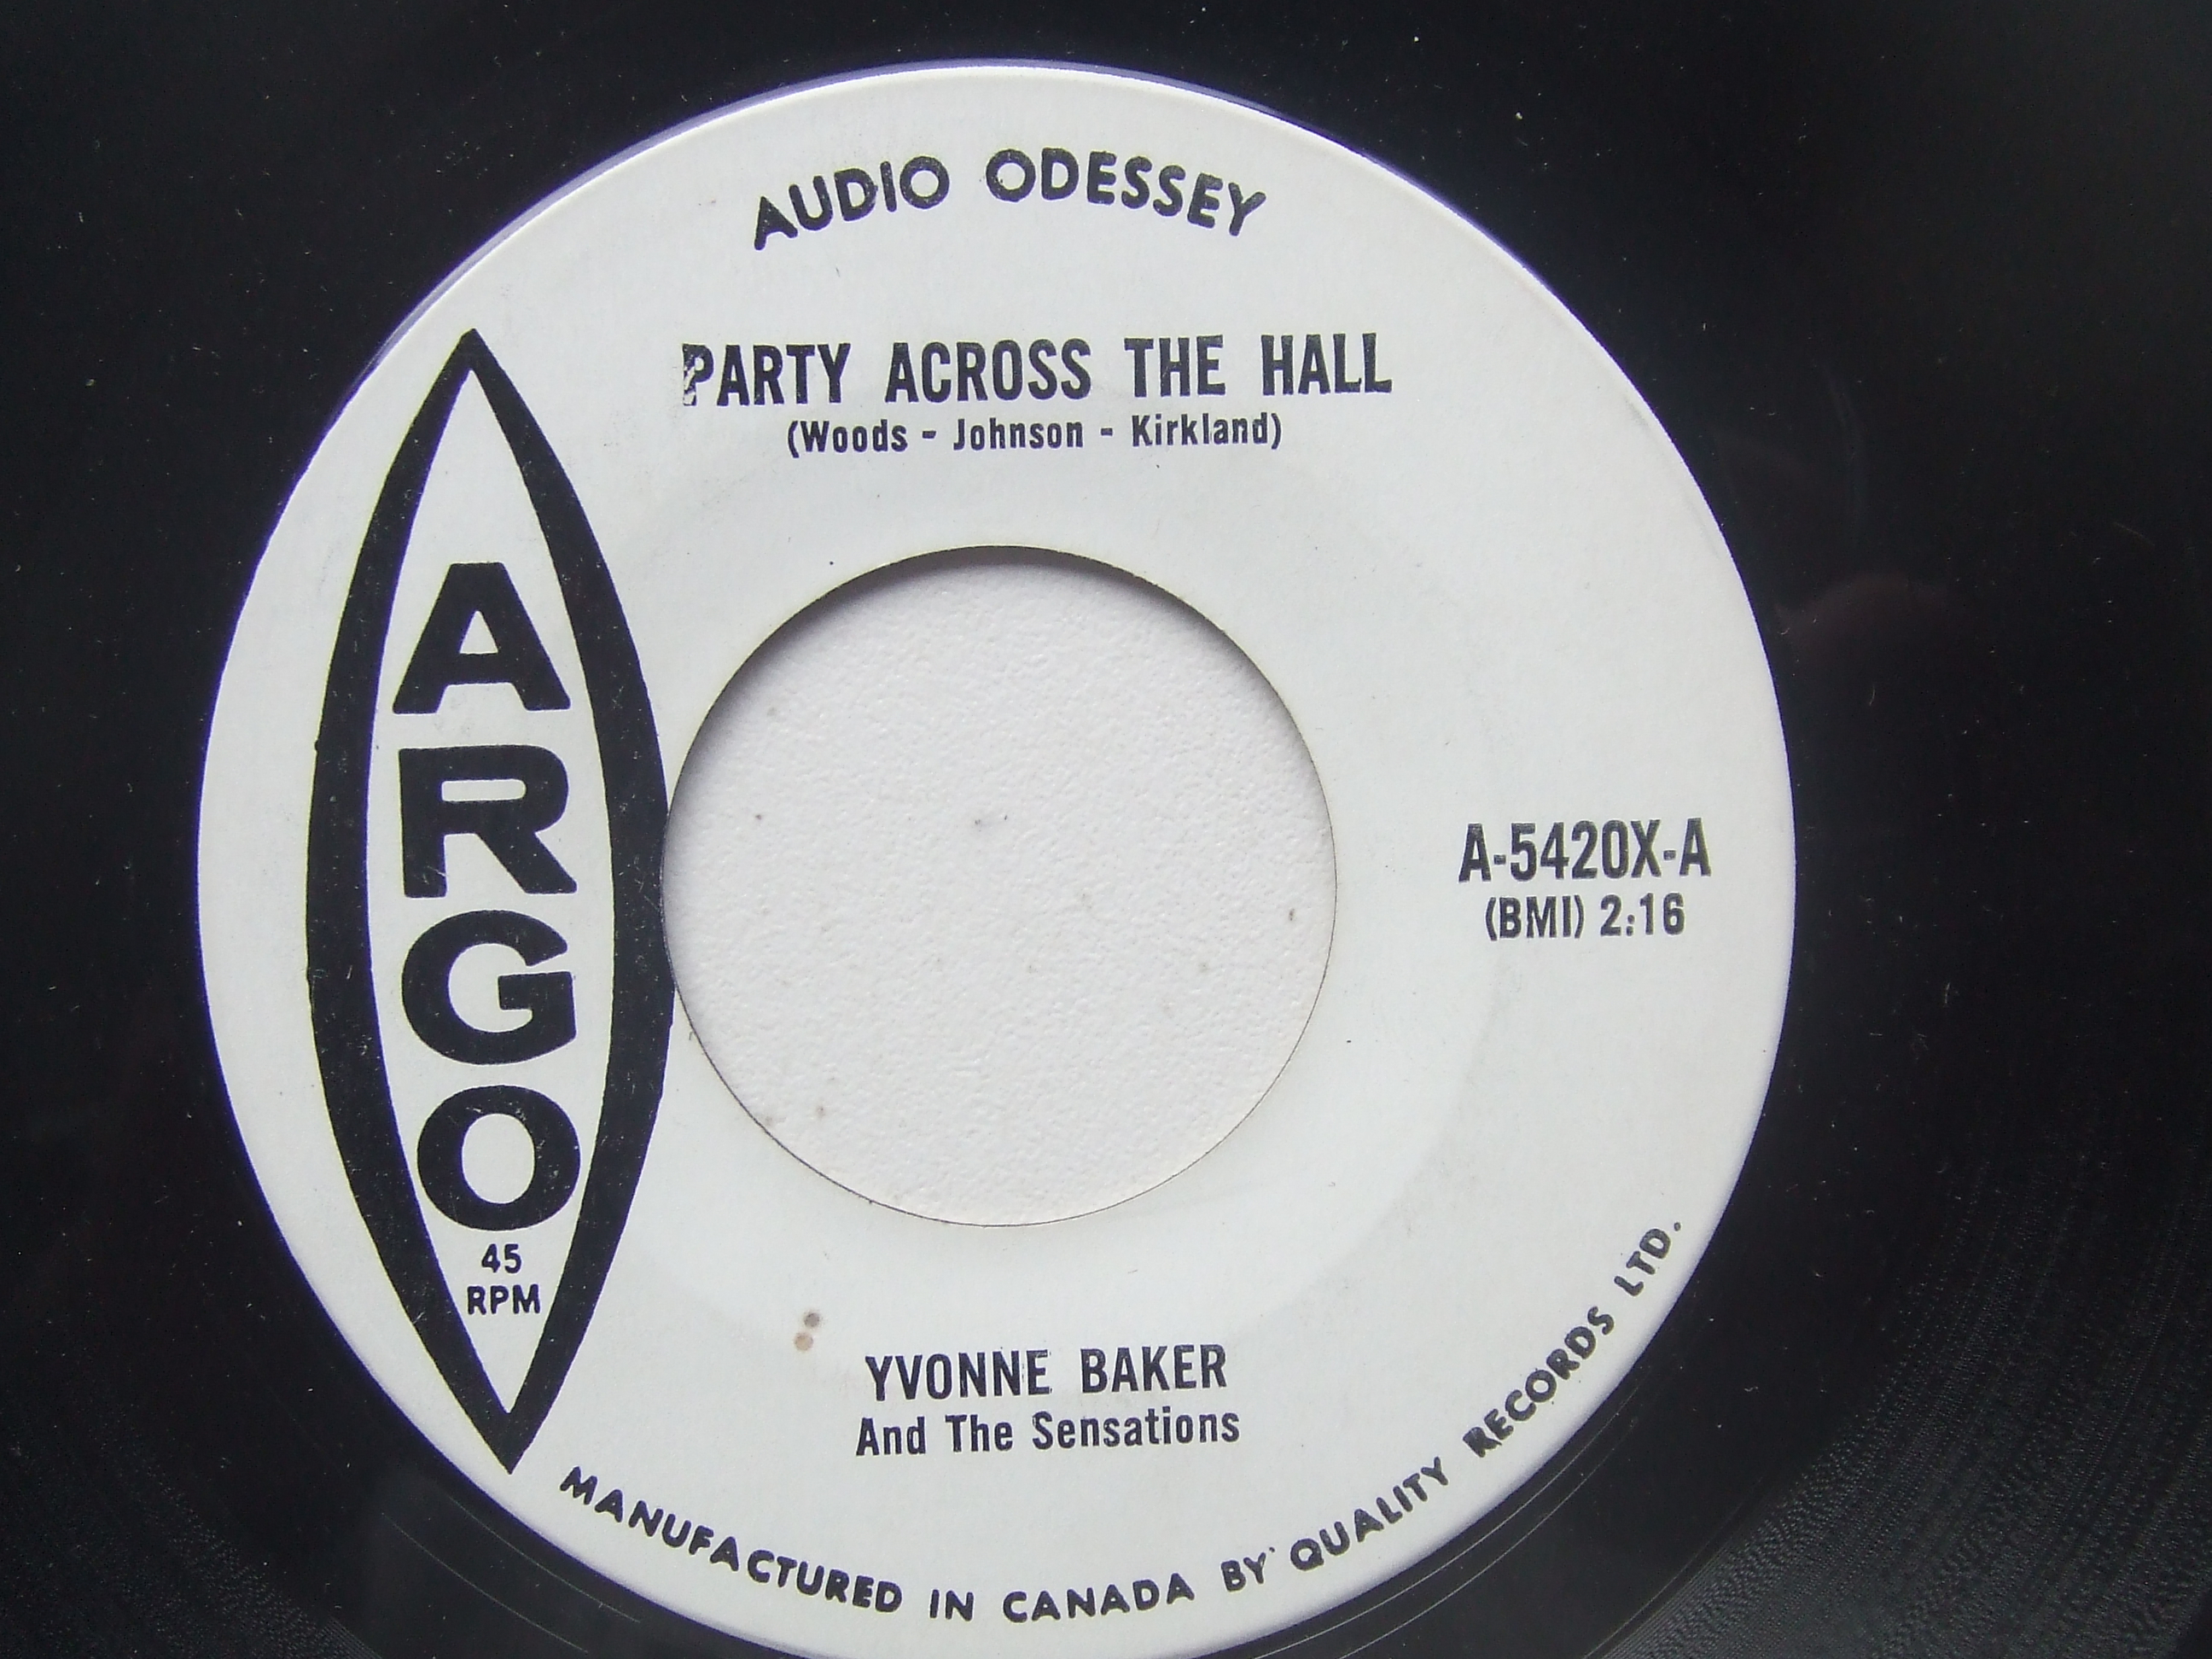 AUDIO ODESSEY
PARTY ACROSS THE HALL
(Woods - Johnson - Kirkland)
ARGO
45
RPM
A-5420X-A
(BMI) 2:16
YVONNE BAKER
And The Sensations
MANUFACTURED IN CANADA BY QUALITY RECORDS LTD.